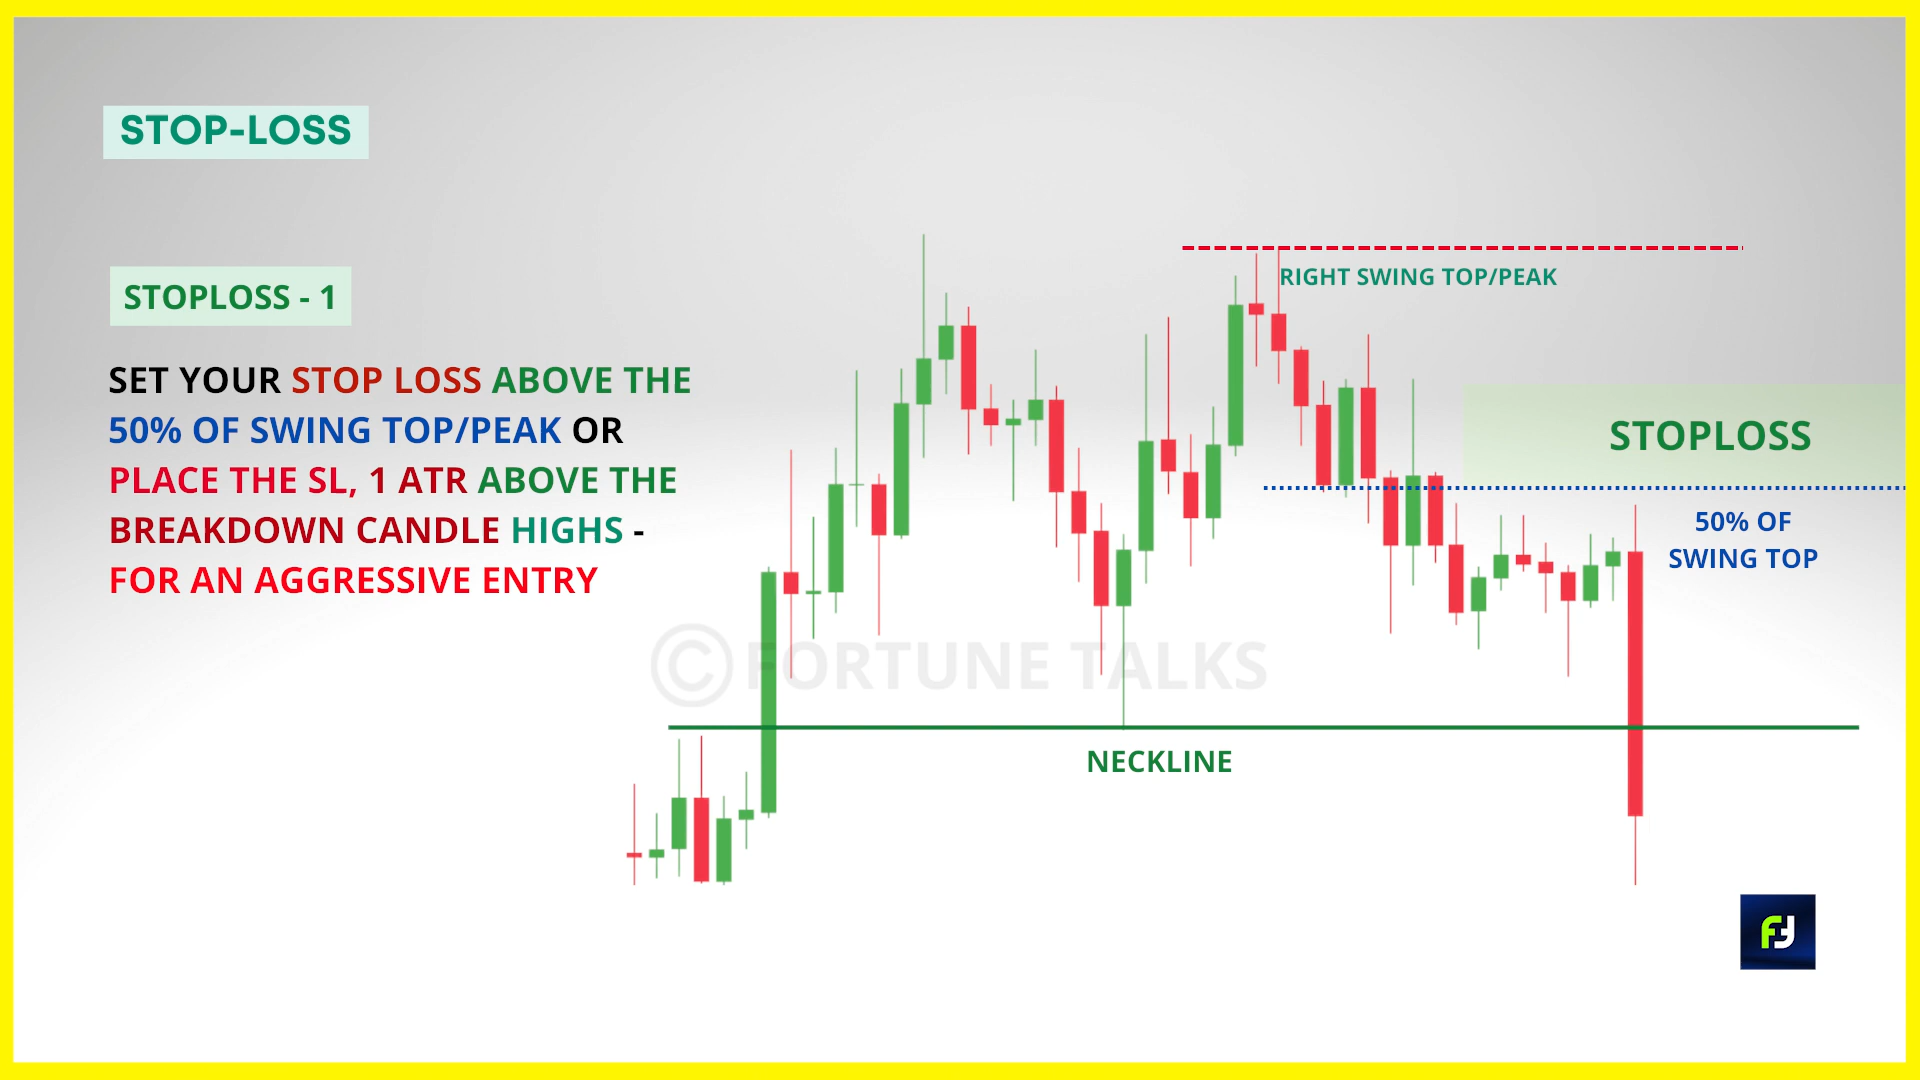 STOP-LOSS
STOPLOSS - 1
SET YOUR STOP LOSS ABOVE THE
50% OF SWING TOP/PEAK OR
PLACE THE SL, 1 ATR ABOVE THE
BREAKDOWN CANDLE HIGHS -
FOR AN AGGRESSIVE ENTRY
RIGHT SWING TOP/PEAK
STOPLOSS
50% OF
SWING TOP
© FORTUNE TALKS
NECKLINE